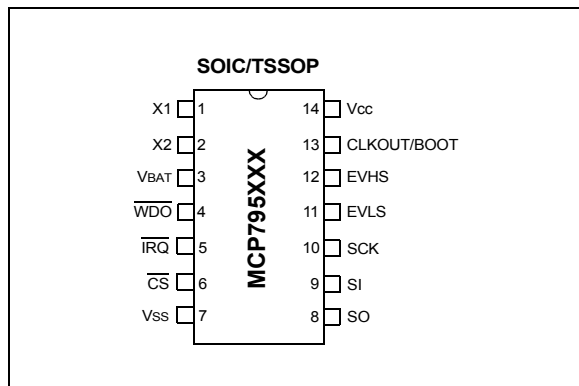 SOIC/TSSOP
X1 1 14 Vcc
X2 2 13 CLKOUT/BOOT
VBAT 3 12 EVHS
WDO 4 11 EVLS
IRQ 5 10 SCK
CS 6 9 SI
Vss 7 8 SO
MCP795XXX